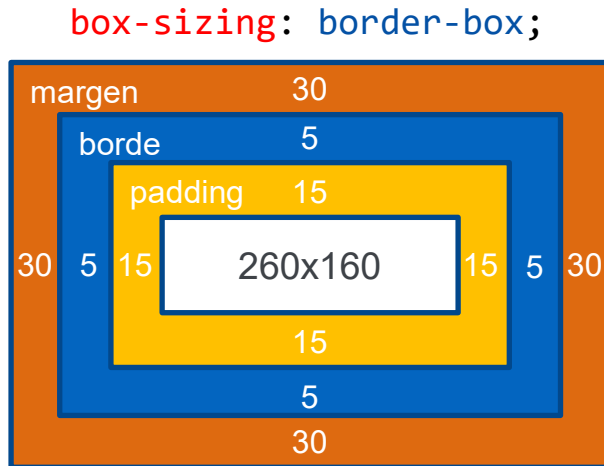 box-sizing: border-box;
margen 30
borde 5
padding 15
30 5 15 260x160 15 5 30
15
5
30